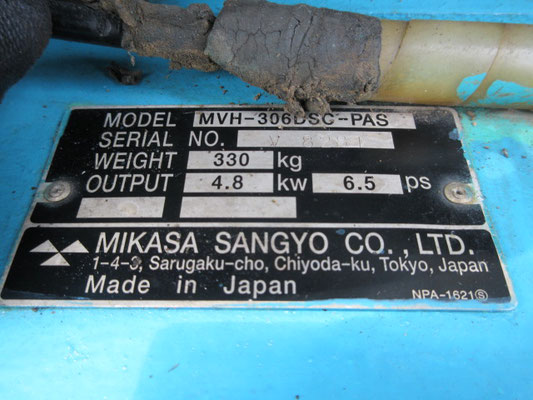 MODEL MVH-306DSC-PAS
SERIAL NO.
WEIGHT 330 kg
OUTPUT 4.8 kw 6.5 ps
MIKASA SANGYO CO., LTD.
1-4-3, Sarugaku-cho, Chiyoda-ku, Tokyo, Japan
Made in Japan
NPA-1621Ⓢ